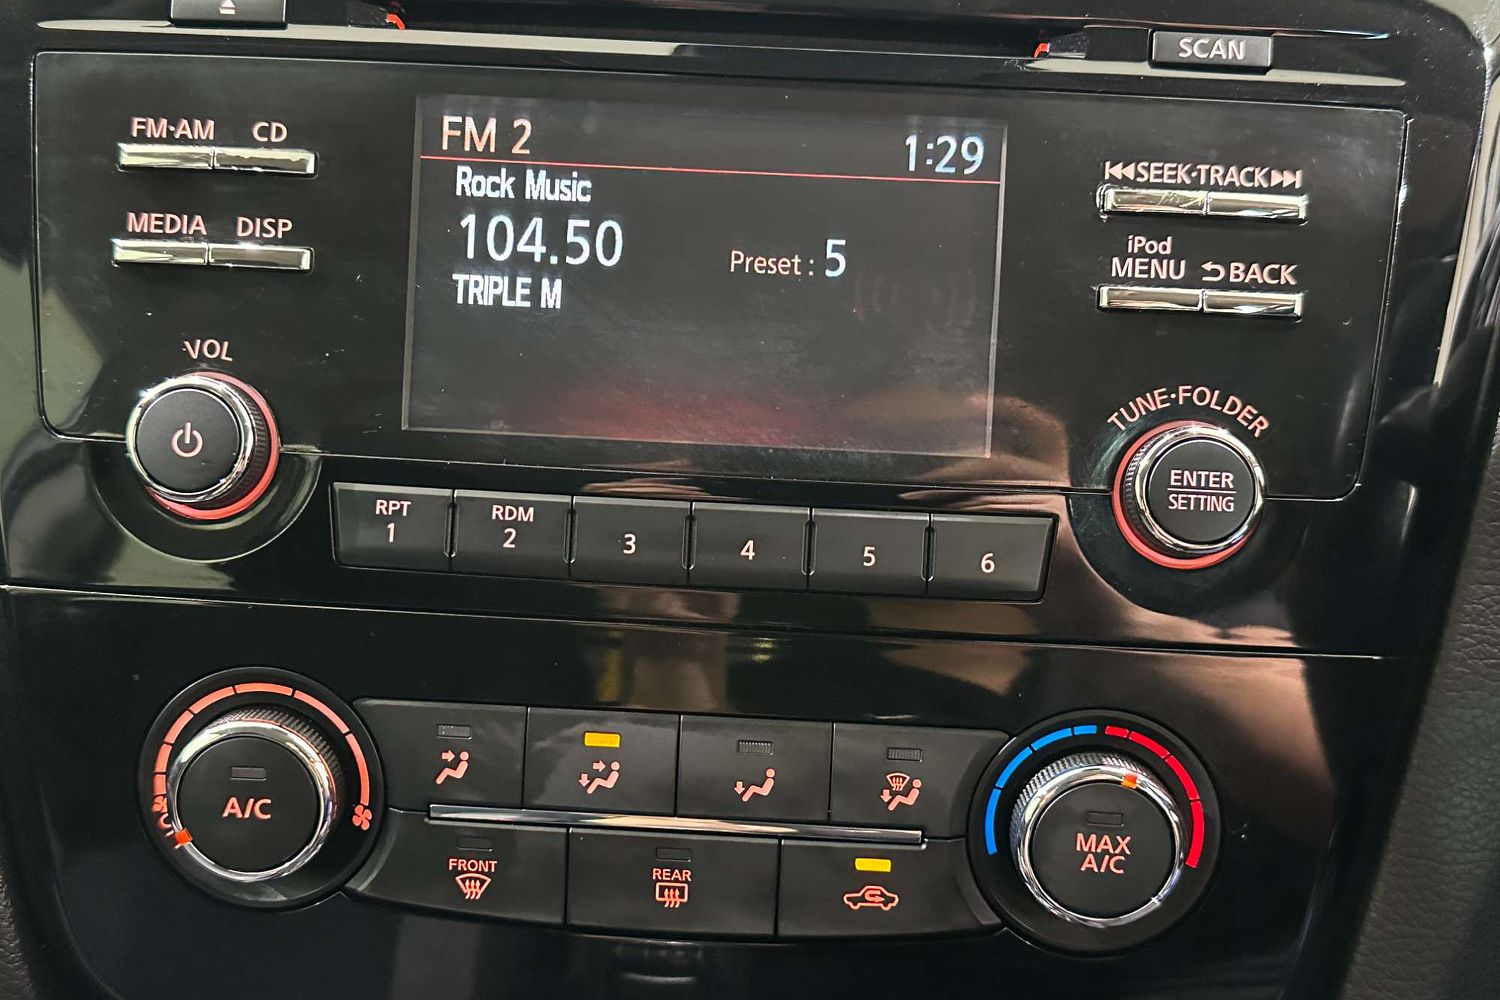 SCAN
FM·AM CD
FM 2 1:29
Rock Music
SEEK·TRACK
MEDIA DISP
104.50
Preset : 5
iPod
MENU BACK
TRIPLE M
VOL
TUNE·FOLDER
ENTER
SETTING
RPT
1
RDM
2
3
4
5
6
A/C
MAX
A/C
FRONT
REAR